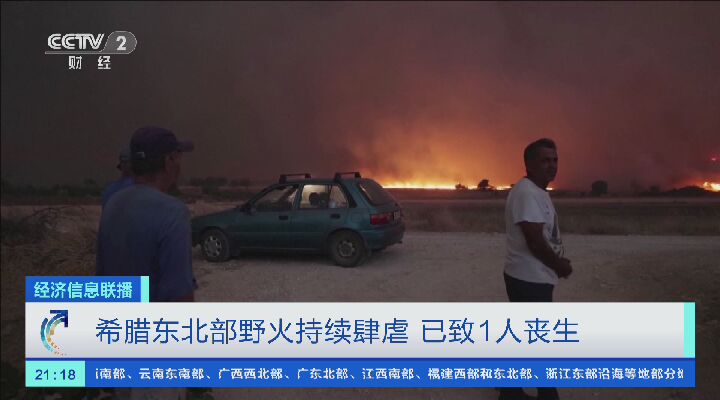 CCTV 2
财经
经济信息联播
希腊东北部野火持续肆虐 已致1人丧生
21:18 南部、云南东南部、广西西北部、广东北部、江西南部、福建西部和东北部、浙江东部沿海等地部分地